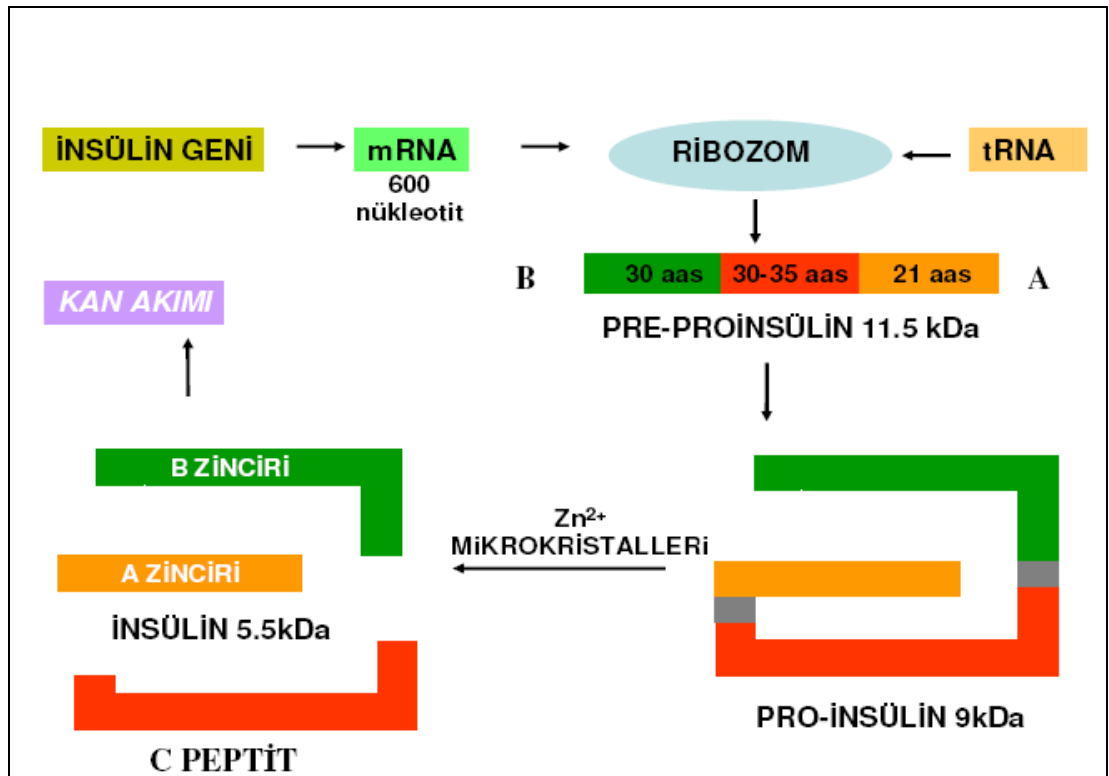 İNSÜLİN GENİ
mRNA
600
nükleotit
RİBOZOM
tRNA
B
30 aas
30-35 aas
21 aas
A
PRE-PROİNSÜLİN 11.5 kDa
KAN AKIMI
B ZİNCİRİ
A ZİNCİRİ
İNSÜLİN 5.5kDa
C PEPTİT
Zn²⁺
MiKROKRİSTALLERi
PRO-İNSÜLİN 9kDa